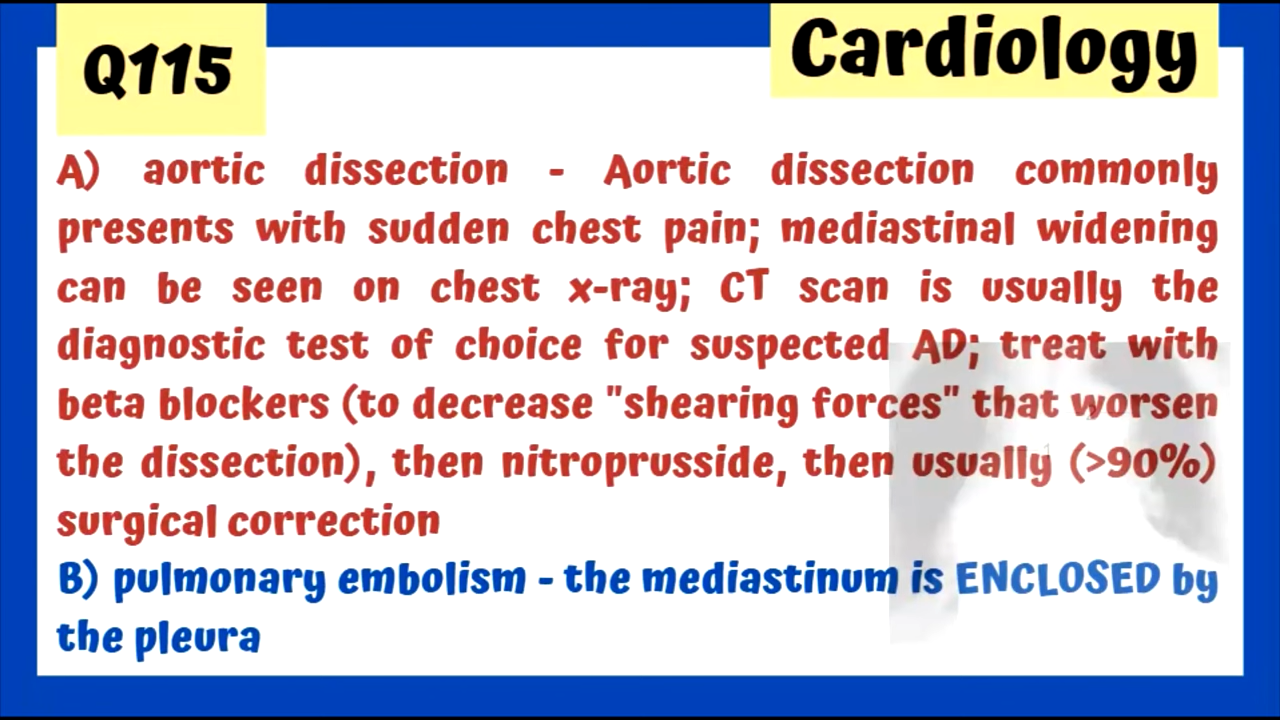 Q115
Cardiology
A) aortic dissection - Aortic dissection commonly
presents with sudden chest pain; mediastinal widening
can be seen on chest x-ray; CT scan is usually the
diagnostic test of choice for suspected AD; treat with
beta blockers (to decrease "shearing forces" that worsen
the dissection), then nitroprusside, then usually (>90%)
surgical correction
B) pulmonary embolism - the mediastinum is ENCLOSED by
the pleura